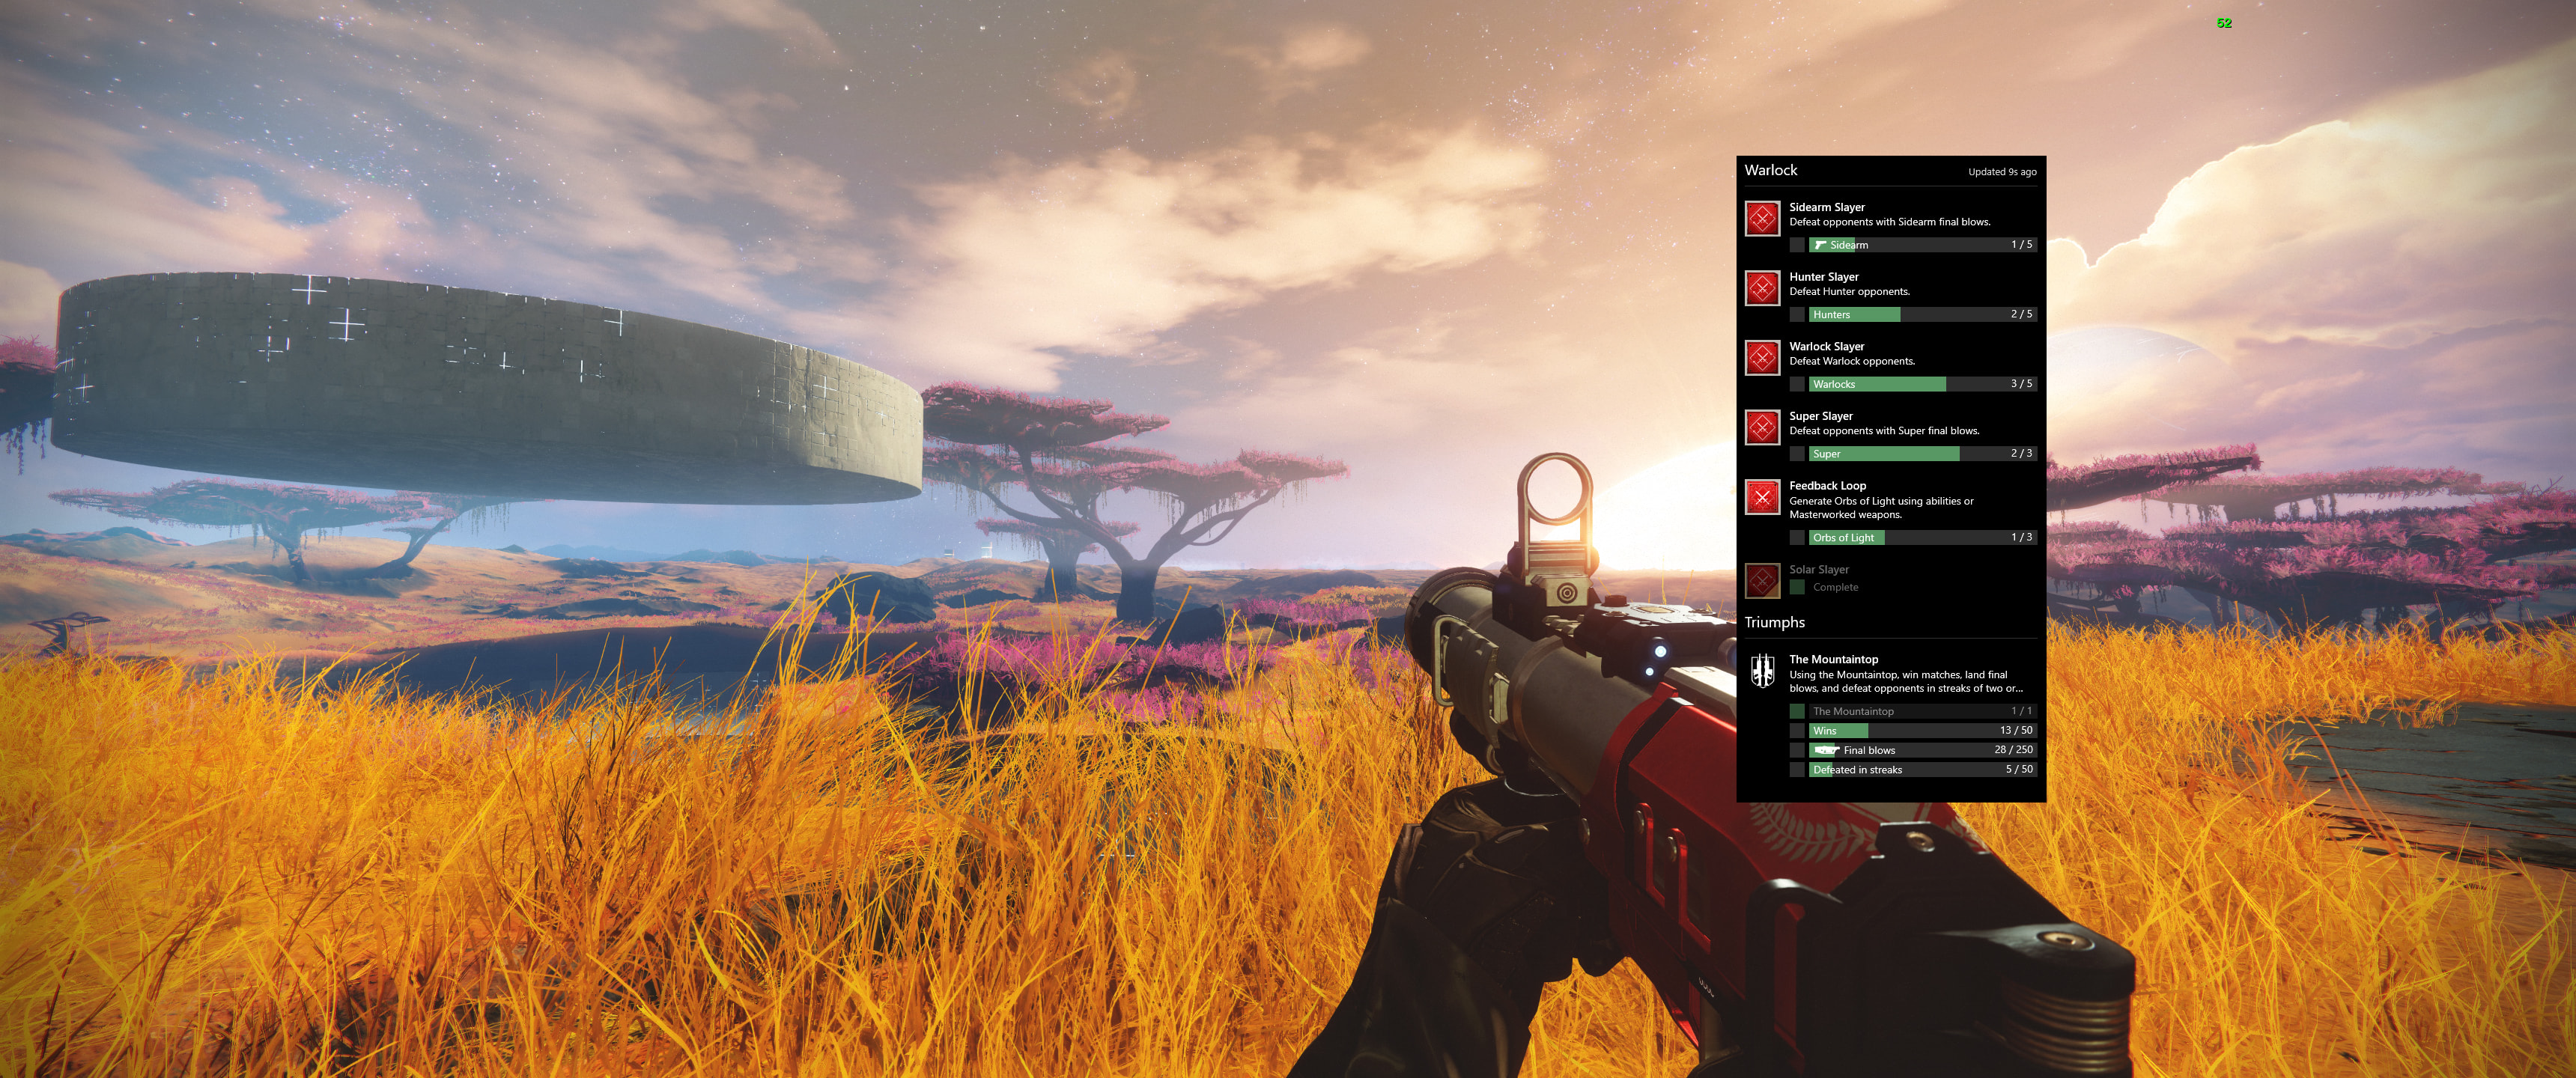 52
Warlock Updated 9s ago
Sidearm Slayer
Defeat opponents with Sidearm final blows.
Sidearm 1 / 5
Hunter Slayer
Defeat Hunter opponents.
Hunters 2 / 5
Warlock Slayer
Defeat Warlock opponents.
Warlocks 3 / 5
Super Slayer
Defeat opponents with Super final blows.
Super 2 / 3
Feedback Loop
Generate Orbs of Light using abilities or
Masterworked weapons.
Orbs of Light 1 / 3
Solar Slayer
Complete
Triumphs
The Mountaintop
Using the Mountaintop, win matches, land final
blows, and defeat opponents in streaks of two or...
The Mountaintop 1 / 1
Wins 13 / 50
Final blows 28 / 250
Defeated in streaks 5 / 50